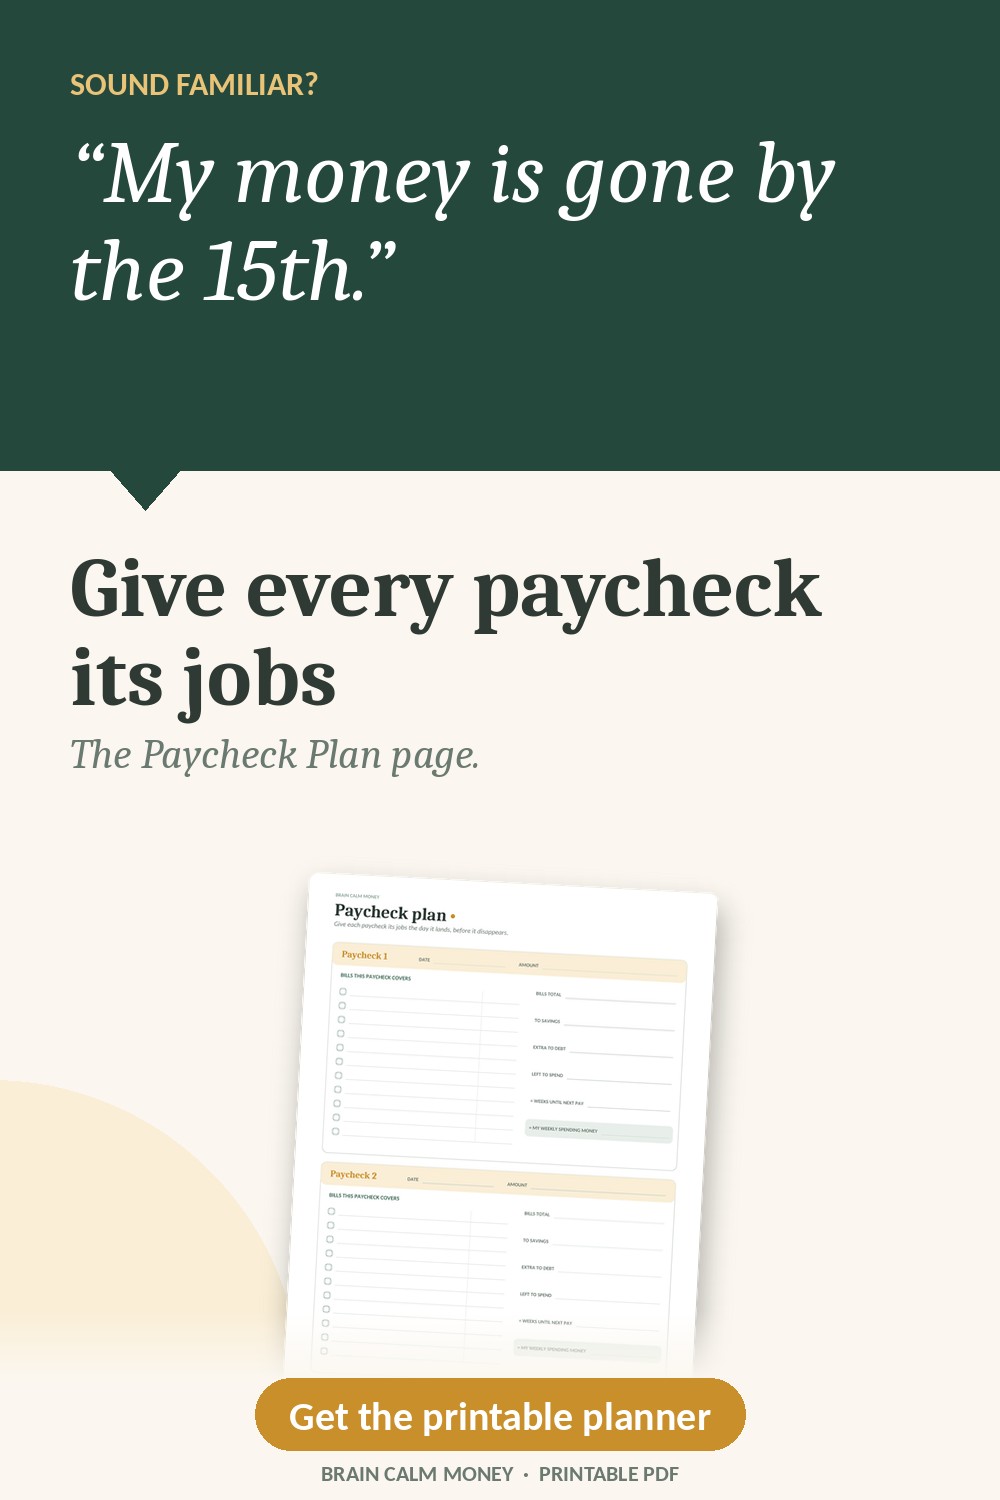 SOUND FAMILIAR?
“My money is gone by
the 15th.”
Give every paycheck
its jobs
The Paycheck Plan page.
BRAIN CALM MONEY
Paycheck plan •
Give each paycheck its jobs the day it lands, before it disappears.
Paycheck 1 DATE AMOUNT
BILLS THIS PAYCHECK COVERS
BILLS TOTAL
TO SAVINGS
EXTRA TO DEBT
LEFT TO SPEND
÷ WEEKS UNTIL NEXT PAY
= MY WEEKLY SPENDING MONEY
Paycheck 2 DATE AMOUNT
BILLS THIS PAYCHECK COVERS
BILLS TOTAL
TO SAVINGS
EXTRA TO DEBT
LEFT TO SPEND
÷ WEEKS UNTIL NEXT PAY
= MY WEEKLY SPENDING MONEY
Get the printable planner
BRAIN CALM MONEY · PRINTABLE PDF